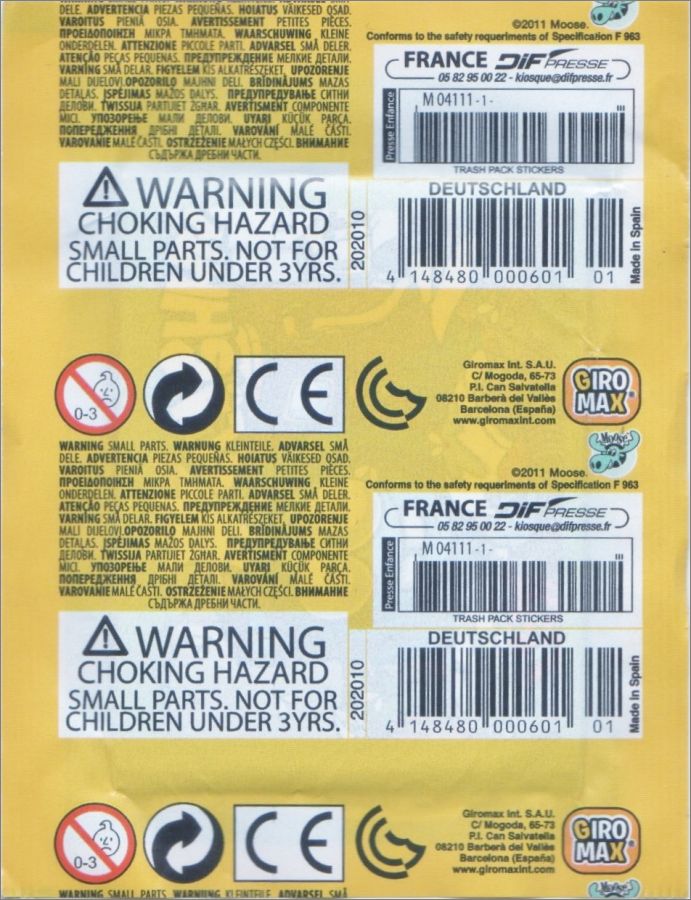 DELE. ADVERTENCIA PIEZAS PEQUEÑAS. HOIATUS VÄIKESED OSAD.
VAROITUS PIENIÄ OSIA. AVERTISSEMENT PETITES PIÈCES.
ΠΡΟΕΙΔΟΠΟΙΗΣΗ ΜΙΚΡΑ ΤΜΗΜΑΤΑ. WAARSCHUWING KLEINE
ONDERDELEN. ATTENZIONE PICCOLE PARTI. ADVARSEL SMÅ DELER.
ATENÇÃO PEÇAS PEQUENAS. ПРЕДУПРЕЖДЕНИЕ МЕЛКИЕ ДЕТАЛИ.
VARNING SMÅ DELAR. FIGYELEM KIS ALKATRÉSZEKET. UPOZORENJE
MALI DIJELOVI.OPOZORILO MAJHNI DELI. BRĪDINĀJUMS MAZAS
DETAĻAS. ĮSPĖJIMAS MAŽOS DALYS. ПРЕДУПРЕДУВАЊЕ СИТНИ
ДЕЛОВИ. TWISSIJA PARTIJIET ŻGĦAR. AVERTISMENT COMPONENTE
MICI. УПОЗОРЕЊЕ МАЛИ ДЕЛОВИ. UYARI KÜÇÜK PARÇA.
ПОПЕРЕДЖЕННЯ ДРІБНІ ДЕТАЛІ. VAROVÁNÍ MALÉ ČÁSTI.
VAROVANIE MALÉ ČASTI. OSTRZEŻENIE MAŁYCH CZĘŚCI. ВНИМАНИЕ
СЪДЪРЖА ДРЕБНИ ЧАСТИ.
©2011 Moose.
Conforms to the safety requeriments of Specification F 963
FRANCE DiF PRESSE
05 82 95 00 22 - kiosque@difpresse.fr
Presse Enfance
M 04111 -1-
TRASH PACK STICKERS
WARNING
CHOKING HAZARD
SMALL PARTS. NOT FOR
CHILDREN UNDER 3YRS.
202010
DEUTSCHLAND
4 148480 000601 01
Made in Spain
0-3
CE
Giromax Int. S.A.U.
C/ Mogoda, 65-73
P.I. Can Salvatella
08210 Barberà del Vallès
Barcelona (España)
www.giromaxint.com
GIRO
MAX
Moose
WARNING SMALL PARTS. WARNUNG KLEINTEILE. ADVARSEL SMÅ
DELE. ADVERTENCIA PIEZAS PEQUEÑAS. HOIATUS VÄIKESED OSAD.
VAROITUS PIENIÄ OSIA. AVERTISSEMENT PETITES PIÈCES.
ΠΡΟΕΙΔΟΠΟΙΗΣΗ ΜΙΚΡΑ ΤΜΗΜΑΤΑ. WAARSCHUWING KLEINE
ONDERDELEN. ATTENZIONE PICCOLE PARTI. ADVARSEL SMÅ DELER.
ATENÇÃO PEÇAS PEQUENAS. ПРЕДУПРЕЖДЕНИЕ МЕЛКИЕ ДЕТАЛИ.
VARNING SMÅ DELAR. FIGYELEM KIS ALKATRÉSZEKET. UPOZORENJE
MALI DIJELOVI.OPOZORILO MAJHNI DELI. BRĪDINĀJUMS MAZAS
DETAĻAS. ĮSPĖJIMAS MAŽOS DALYS. ПРЕДУПРЕДУВАЊЕ СИТНИ
ДЕЛОВИ. TWISSIJA PARTIJIET ŻGĦAR. AVERTISMENT COMPONENTE
MICI. УПОЗОРЕЊЕ МАЛИ ДЕЛОВИ. UYARI KÜÇÜK PARÇA.
ПОПЕРЕДЖЕННЯ ДРІБНІ ДЕТАЛІ. VAROVÁNÍ MALÉ ČÁSTI.
VAROVANIE MALÉ ČASTI. OSTRZEŻENIE MAŁYCH CZĘŚCI. ВНИМАНИЕ
СЪДЪРЖА ДРЕБНИ ЧАСТИ.
©2011 Moose.
Conforms to the safety requeriments of Specification F 963
FRANCE DiF PRESSE
05 82 95 00 22 - kiosque@difpresse.fr
Presse Enfance
M 04111 -1-
TRASH PACK STICKERS
WARNING
CHOKING HAZARD
SMALL PARTS. NOT FOR
CHILDREN UNDER 3YRS.
202010
DEUTSCHLAND
4 148480 000601 01
Made in Spain
0-3
CE
Giromax Int. S.A.U.
C/ Mogoda, 65-73
P.I. Can Salvatella
08210 Barberà del Vallès
Barcelona (España)
www.giromaxint.com
GIRO
MAX
Moose
WARNING SMALL PARTS. WARNUNG KLEINTEILE. ADVARSEL SMÅ